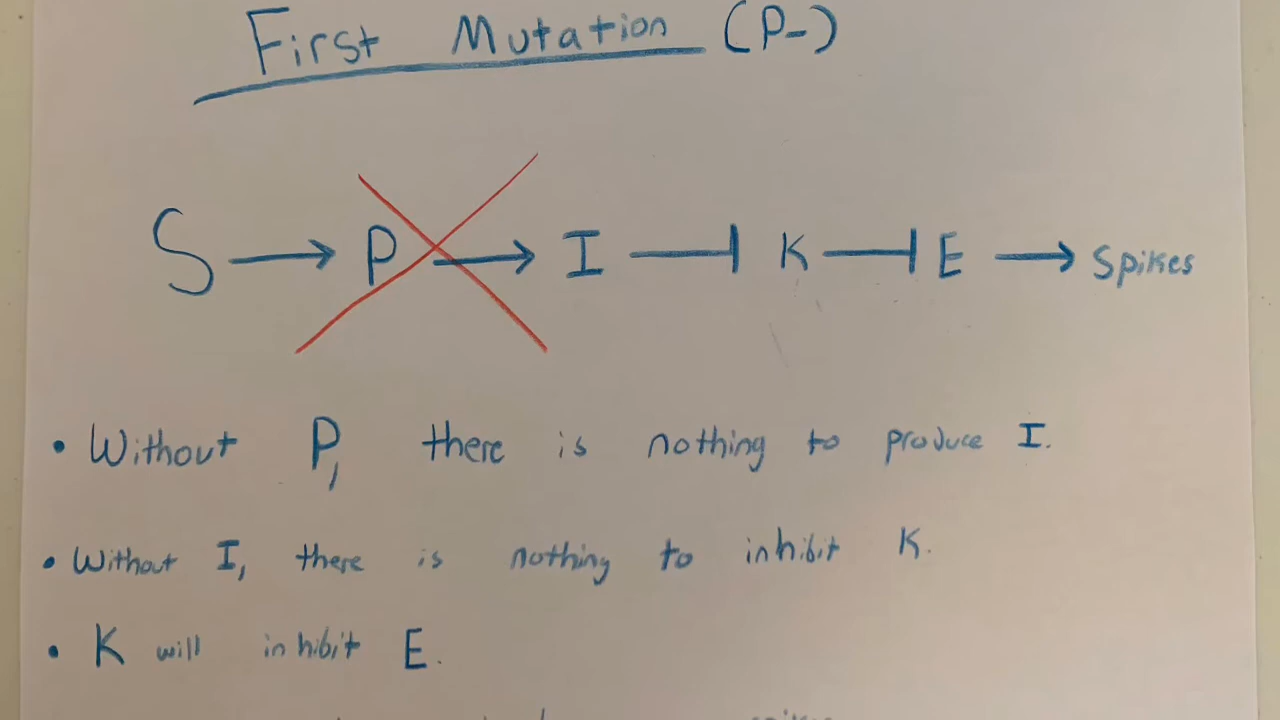 First Mutation (P-)
S → P → I ⊣ K ⊣ E → Spikes
• Without P, there is nothing to produce I.
• Without I, there is nothing to inhibit K.
• K will inhibit E.